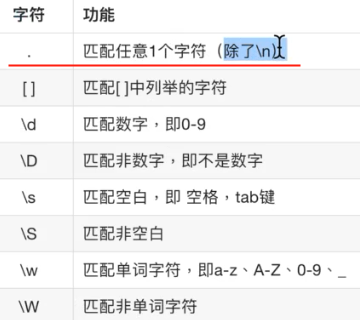 字符 功能
. 匹配任意1个字符（除了\n）
[ ] 匹配[ ]中列举的字符
\d 匹配数字，即0-9
\D 匹配非数字，即不是数字
\s 匹配空白，即 空格，tab键
\S 匹配非空白
\w 匹配单词字符，即a-z、A-Z、0-9、_
\W 匹配非单词字符